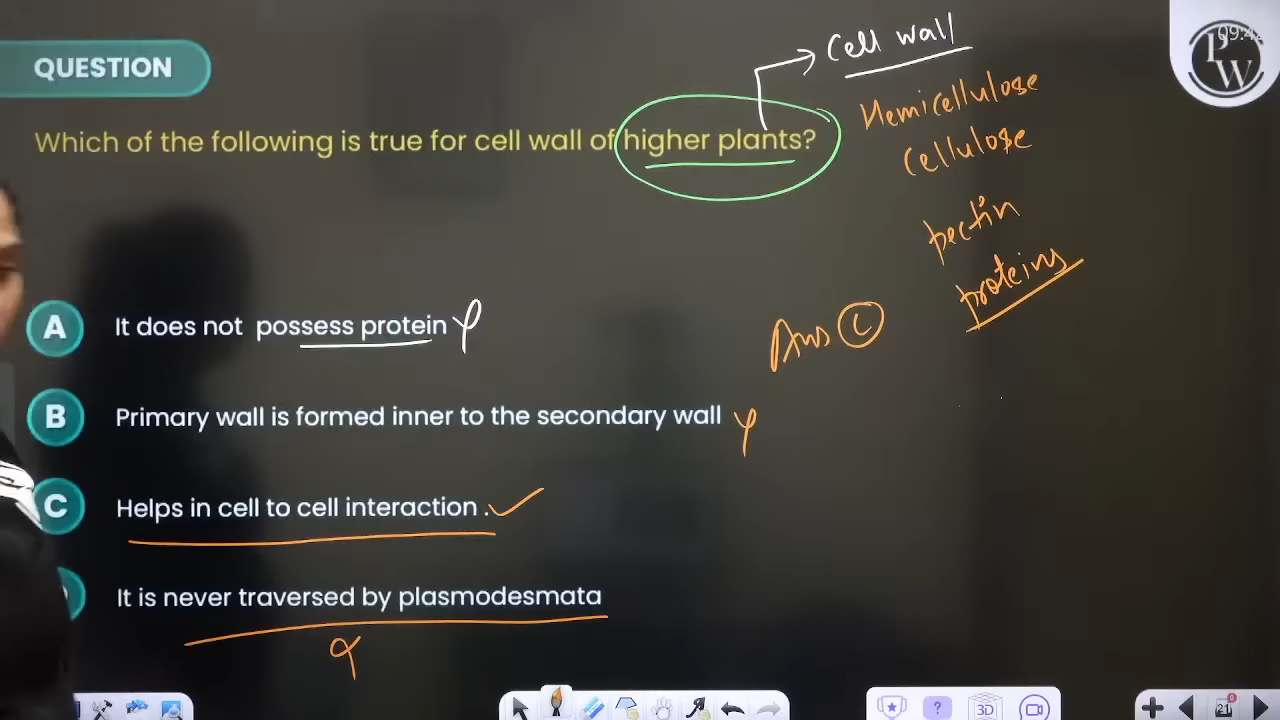 QUESTION
Which of the following is true for cell wall of higher plants?
Cell wall
Hemicellulose
Cellulose
pectin
proteins
A It does not possess protein
Ans C
B Primary wall is formed inner to the secondary wall
C Helps in cell to cell interaction .
It is never traversed by plasmodesmata
PW
3D
21